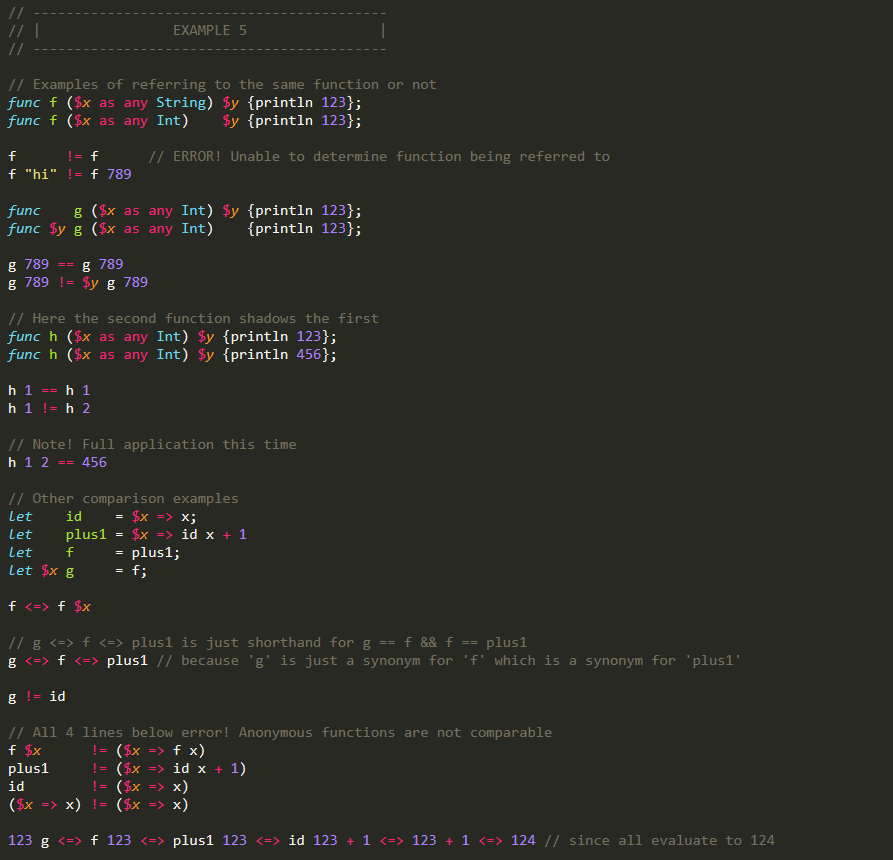 // -------------------------------------------
// |                EXAMPLE 5                |
// -------------------------------------------
// Examples of referring to the same function or not
func f ($x as any String) $y {println 123};
func f ($x as any Int)    $y {println 123};
f      != f      // ERROR! Unable to determine function being referred to
f "hi" != f 789
func    g ($x as any Int) $y {println 123};
func $y g ($x as any Int)    {println 123};
g 789 == g 789
g 789 != $y g 789
// Here the second function shadows the first
func h ($x as any Int) $y {println 123};
func h ($x as any Int) $y {println 456};
h 1 == h 1
h 1 != h 2
// Note! Full application this time
h 1 2 == 456
// Other comparison examples
let    id    = $x => x;
let    plus1 = $x => id x + 1
let    f     = plus1;
let $x g     = f;
f <=> f $x
// g <=> f <=> plus1 is just shorthand for g == f && f == plus1
g <=> f <=> plus1 // because 'g' is just a synonym for 'f' which is a synonym for 'plus1'
g != id
// All 4 lines below error! Anonymous functions are not comparable
f $x      != ($x => f x)
plus1     != ($x => id x + 1)
id        != ($x => x)
($x => x) != ($x => x)
123 g <=> f 123 <=> plus1 123 <=> id 123 + 1 <=> 123 + 1 <=> 124 // since all evaluate to 124